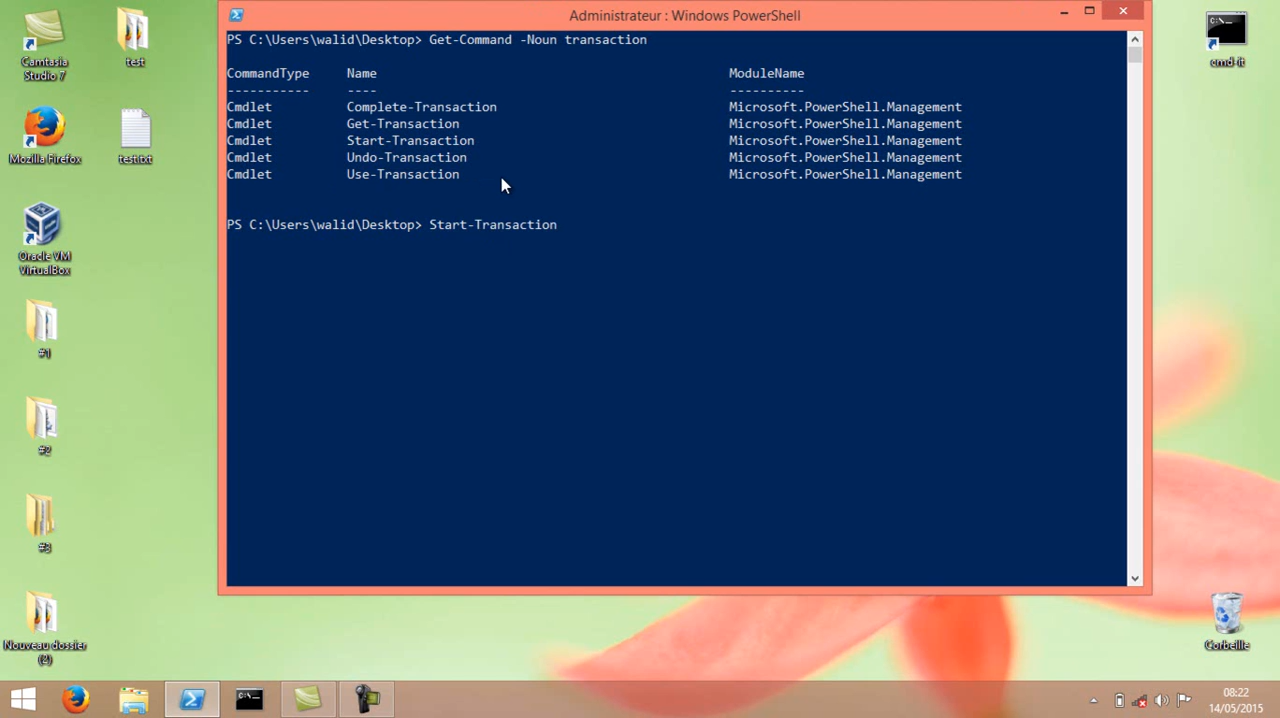 Administrateur : Windows PowerShell
PS C:\Users\walid\Desktop> Get-Command -Noun transaction
CommandType Name ModuleName
----------- ---- ----------
Cmdlet Complete-Transaction Microsoft.PowerShell.Management
Cmdlet Get-Transaction Microsoft.PowerShell.Management
Cmdlet Start-Transaction Microsoft.PowerShell.Management
Cmdlet Undo-Transaction Microsoft.PowerShell.Management
Cmdlet Use-Transaction Microsoft.PowerShell.Management
PS C:\Users\walid\Desktop> Start-Transaction
Camtasia
Studio 7
test
Mozilla Firefox
test.txt
Oracle VM
VirtualBox
#1
#2
#3
Nouveau dossier
(2)
cmd-it
Corbeille
08:22
14/05/2015